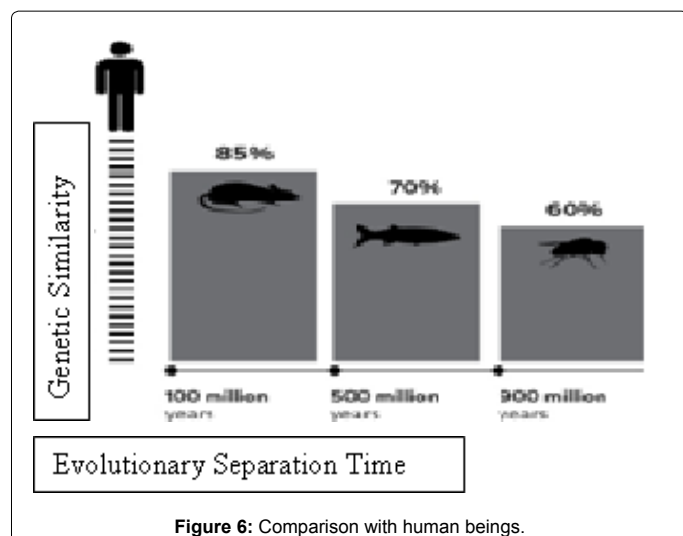 Genetic Similarity
85%
70%
60%
100 million
years
500 million
years
900 million
years
Evolutionary Separation Time
Figure 6: Comparison with human beings.